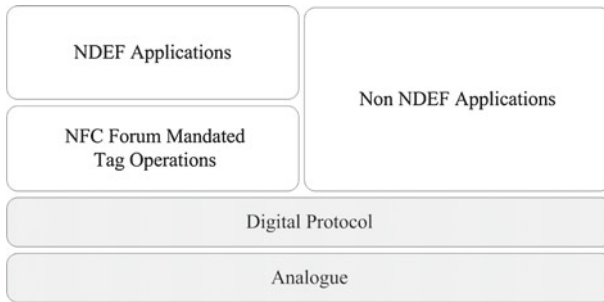 NDEF Applications
Non NDEF Applications
NFC Forum Mandated
Tag Operations
Digital Protocol
Analogue